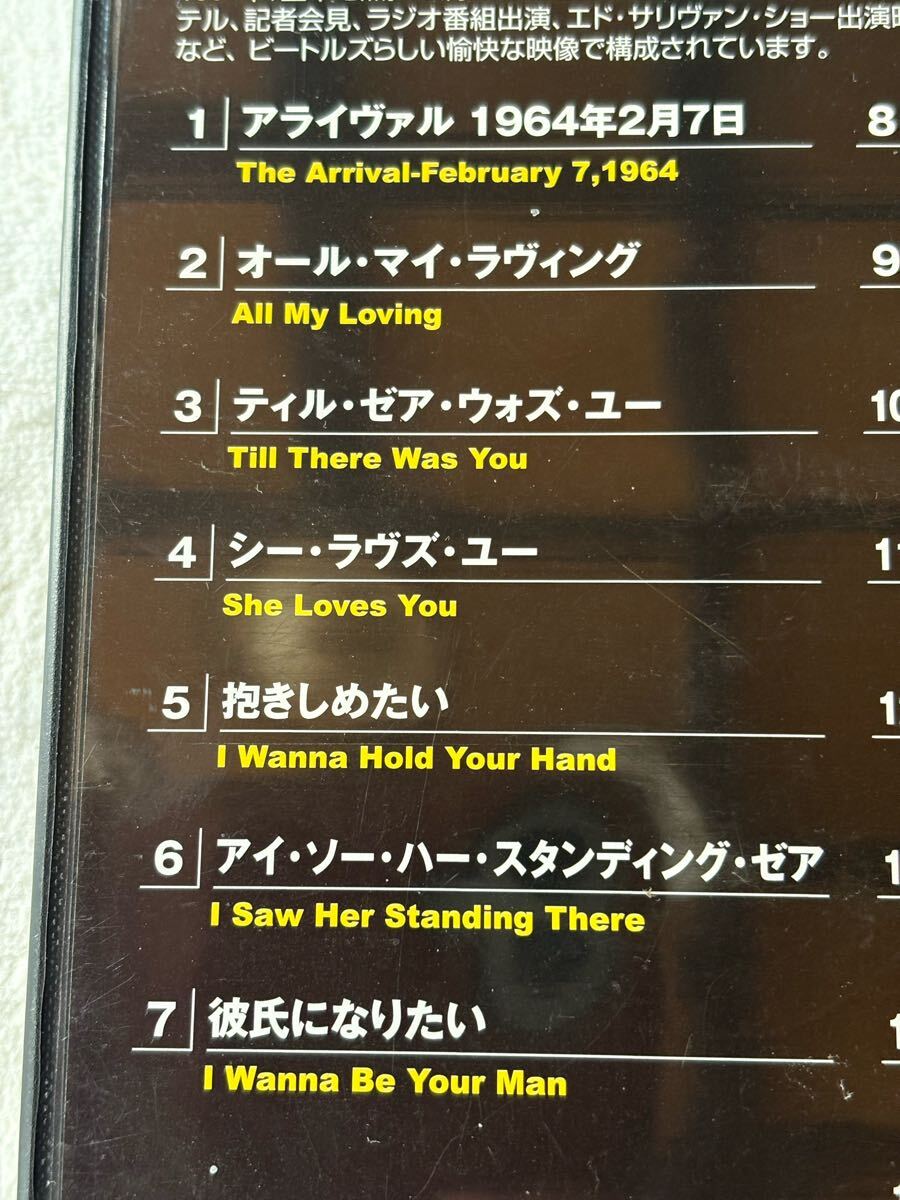 テル、記者会見、ラジオ番組出演、エド・サリヴァン・ショー出演
など、ビートルズらしい愉快な映像で構成されています。
1 アライヴァル 1964年2月7日 8
The Arrival-February 7,1964
2 オール・マイ・ラヴィング 9
All My Loving
3 ティル・ゼア・ウォズ・ユー 10
Till There Was You
4 シー・ラヴズ・ユー
She Loves You
5 抱きしめたい
I Wanna Hold Your Hand
6 アイ・ソー・ハー・スタンディング・ゼア
I Saw Her Standing There
7 彼氏になりたい
I Wanna Be Your Man